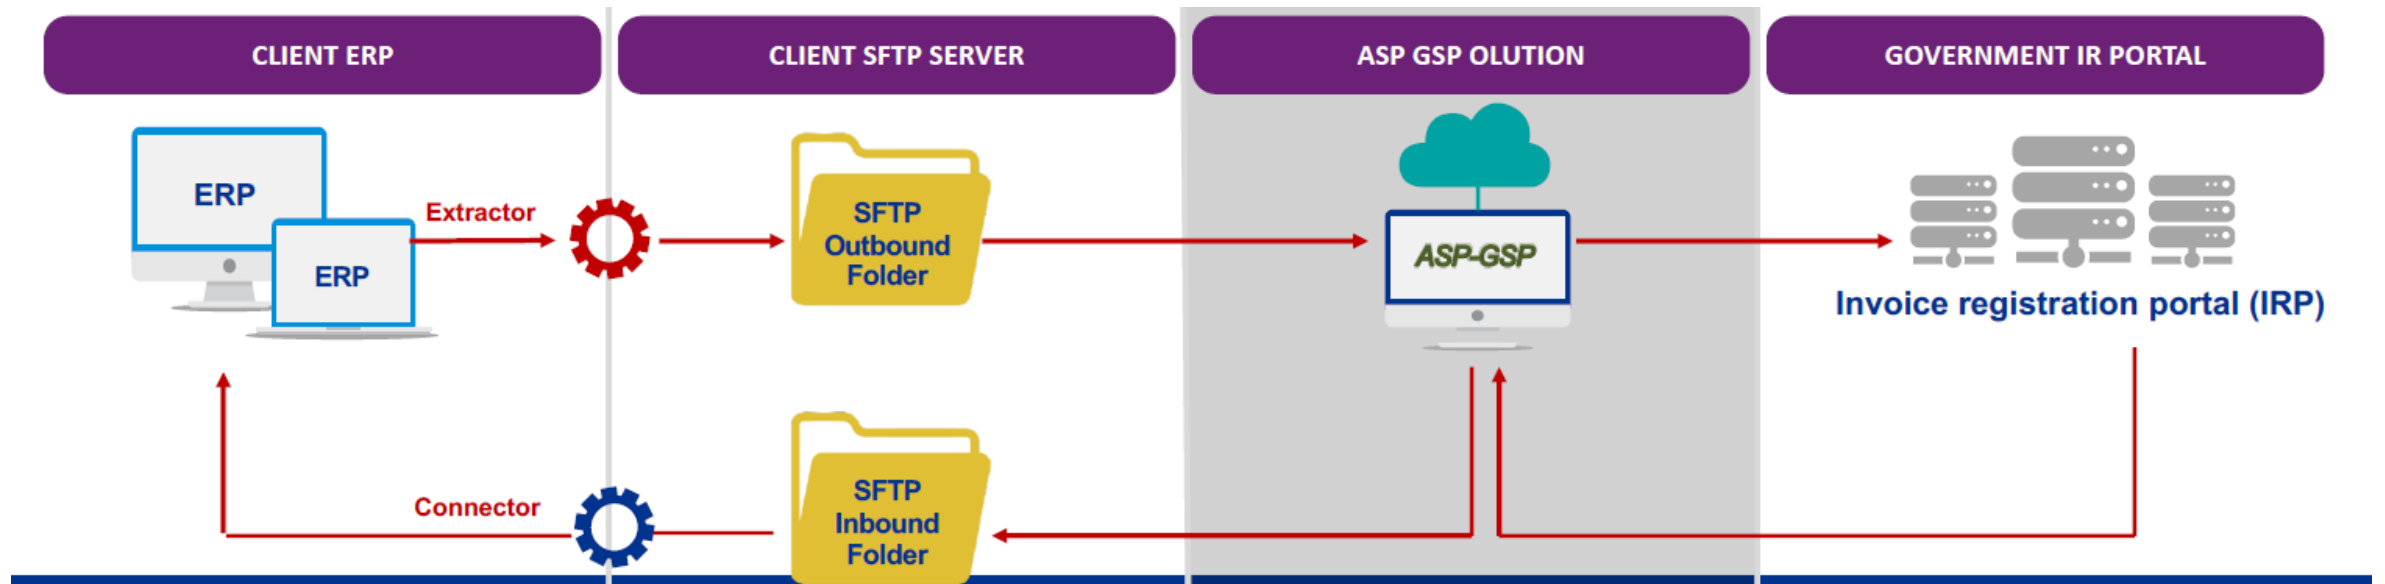 CLIENT ERP
CLIENT SFTP SERVER
ASP GSP OLUTION
GOVERNMENT IR PORTAL
ERP
ERP
Extractor
SFTP
Outbound
Folder
ASP-GSP
Invoice registration portal (IRP)
Connector
SFTP
Inbound
Folder